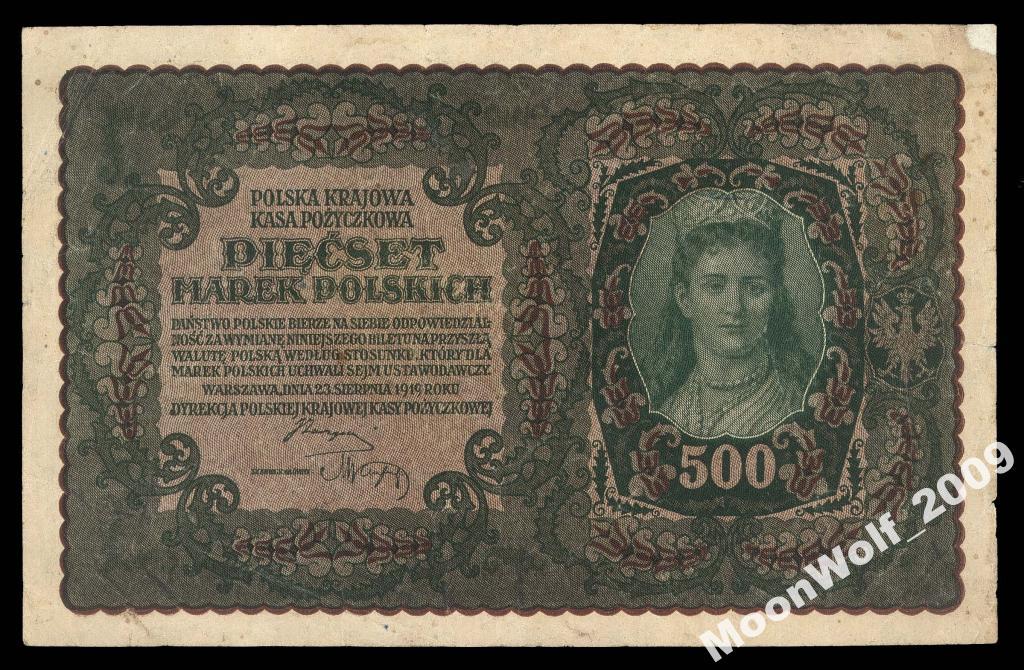 POLSKA KRAJOWA
KASA POŻYCZKOWA
PIĘĆSET
MAREK POLSKICH
PAŃSTWO POLSKIE BIERZE NA SIEBIE ODPOWIEDZIAL
NOŚĆ ZA WYMIANĘ NINIEJSZEGO BILETU NA PRZYSZŁĄ
WALUTĘ POLSKĄ WEDŁUG STOSUNKU, KTÓRY DLA
MAREK POLSKICH UCHWALI SEJM USTAWODAWCZY.
WARSZAWA, DNIA 23. SIERPNIA 1919 ROKU
DYREKCJA POLSKIEJ KRAJOWEJ KASY POŻYCZKOWEJ
500
MoonWolf_2009